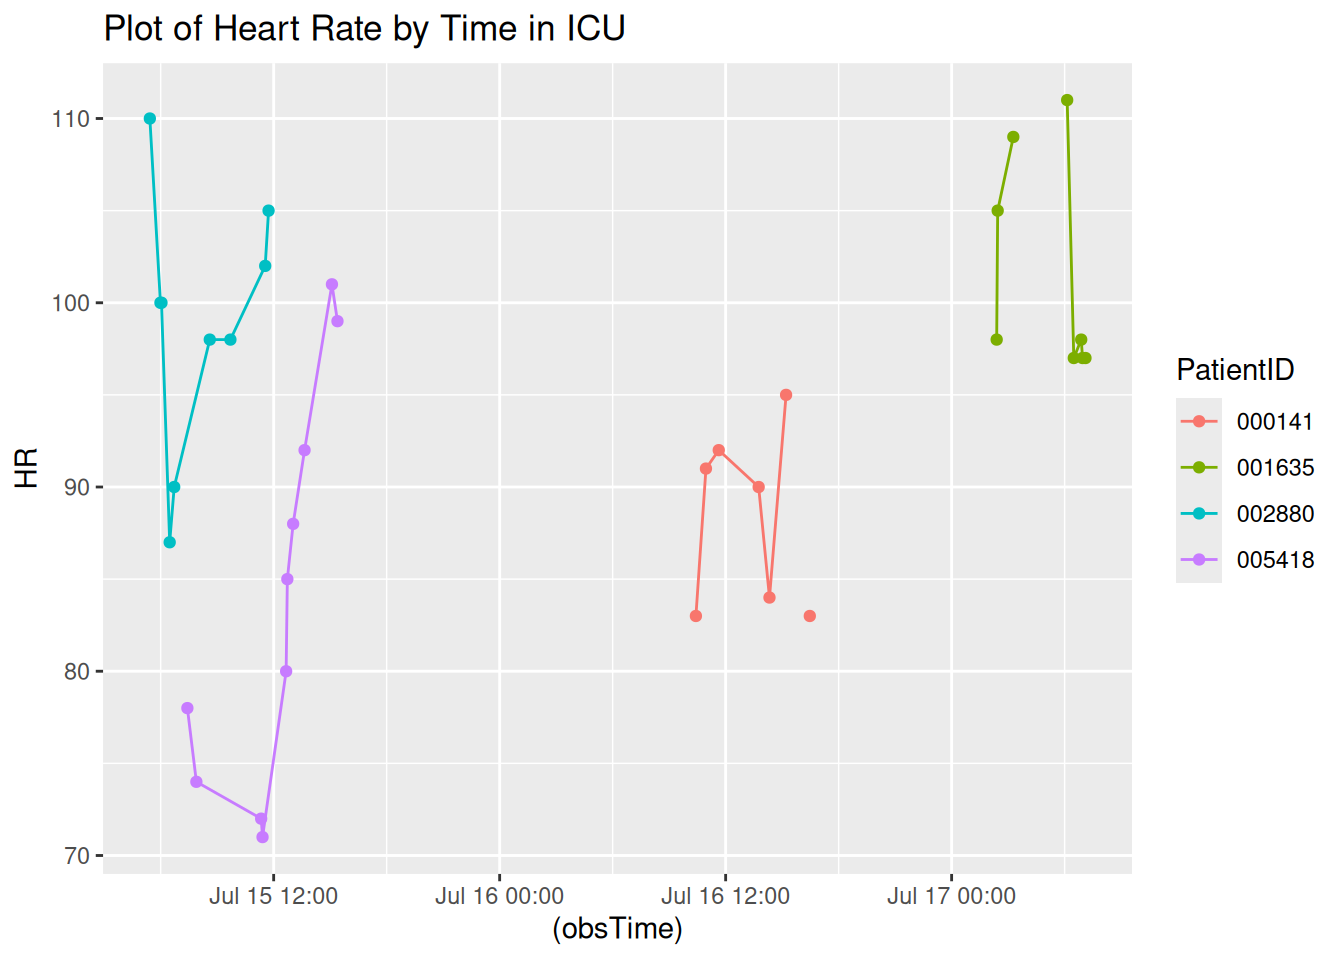 Plot of Heart Rate by Time in ICU
110
100
90
80
70
HR
Jul 15 12:00 Jul 16 00:00 Jul 16 12:00 Jul 17 00:00
(obsTime)
PatientID
000141
001635
002880
005418